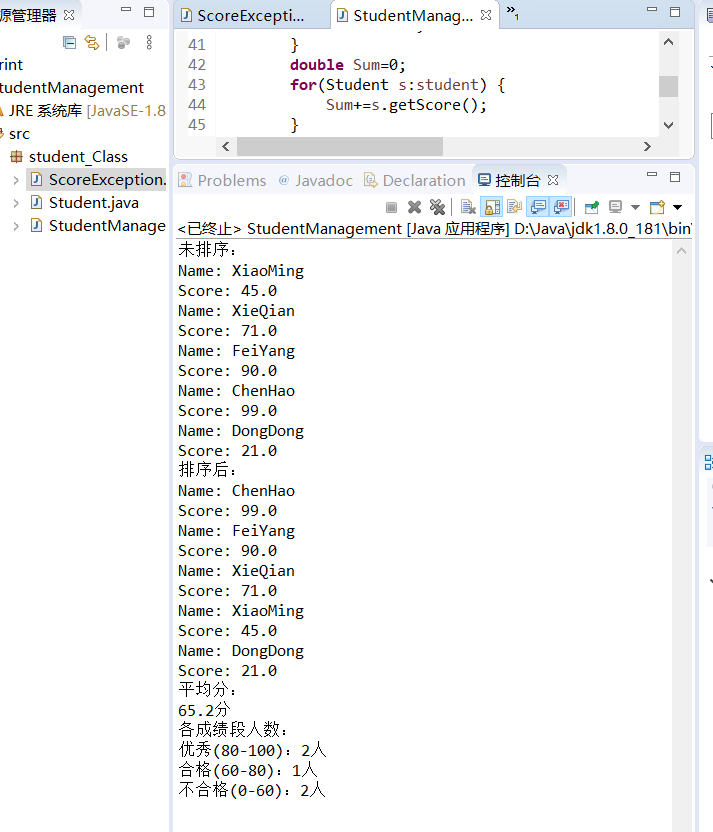 源管理器
rint
tudentManagement
JRE 系统库 [JavaSE-1.8
src
student_Class
ScoreException.
Student.java
StudentManage
ScoreExcepti...
StudentManag...
»1
41 }
42 double Sum=0;
43 for(Student s:student) {
44 Sum+=s.getScore();
45 }
Problems @ Javadoc Declaration 控制台
<已终止> StudentManagement [Java 应用程序] D:\Java\jdk1.8.0_181\bin\
未排序:
Name: XiaoMing
Score: 45.0
Name: XieQian
Score: 71.0
Name: FeiYang
Score: 90.0
Name: ChenHao
Score: 99.0
Name: DongDong
Score: 21.0
排序后:
Name: ChenHao
Score: 99.0
Name: FeiYang
Score: 90.0
Name: XieQian
Score: 71.0
Name: XiaoMing
Score: 45.0
Name: DongDong
Score: 21.0
平均分:
65.2分
各成绩段人数:
优秀(80-100): 2人
合格(60-80): 1人
不合格(0-60): 2人